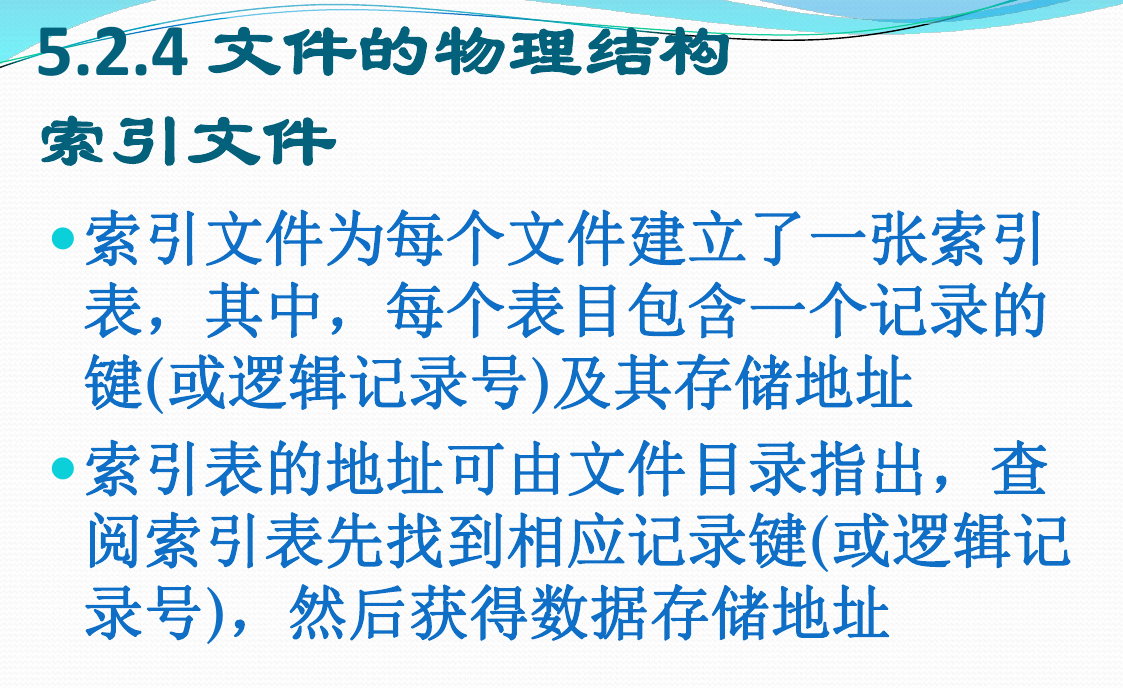 5.2.4 文件的物理结构
索引文件
•索引文件为每个文件建立了一张索引
表，其中，每个表目包含一个记录的
键(或逻辑记录号)及其存储地址
•索引表的地址可由文件目录指出，查
阅索引表先找到相应记录键(或逻辑记
录号)，然后获得数据存储地址